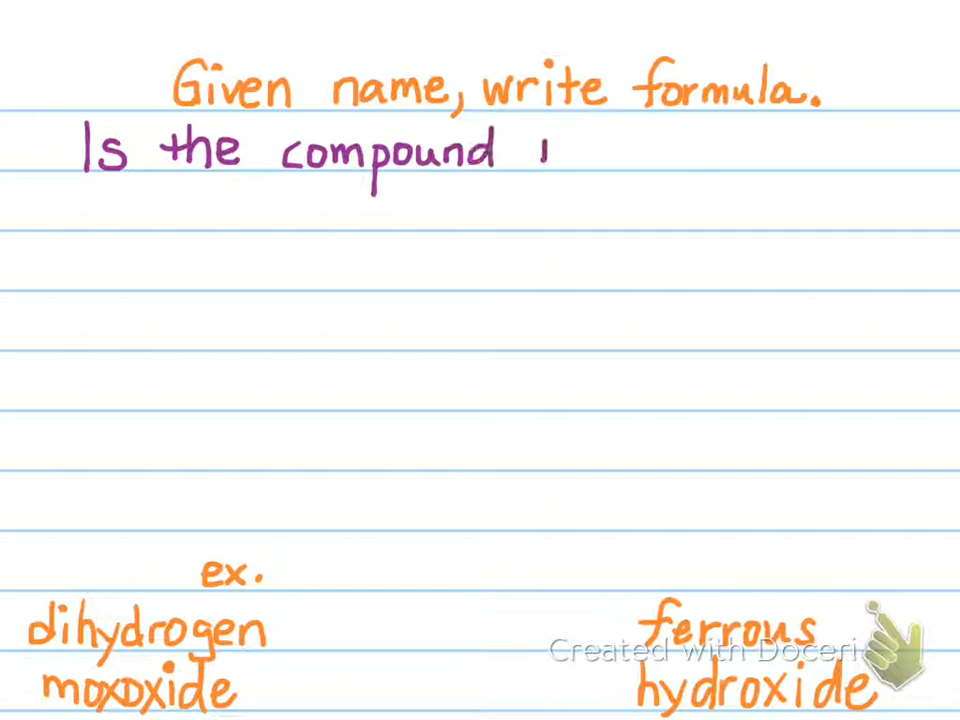 Given name, write formula.
Is the compound i
ex.
dihydrogen
moxoxide
ferrous
hydroxide
Created with Doceri